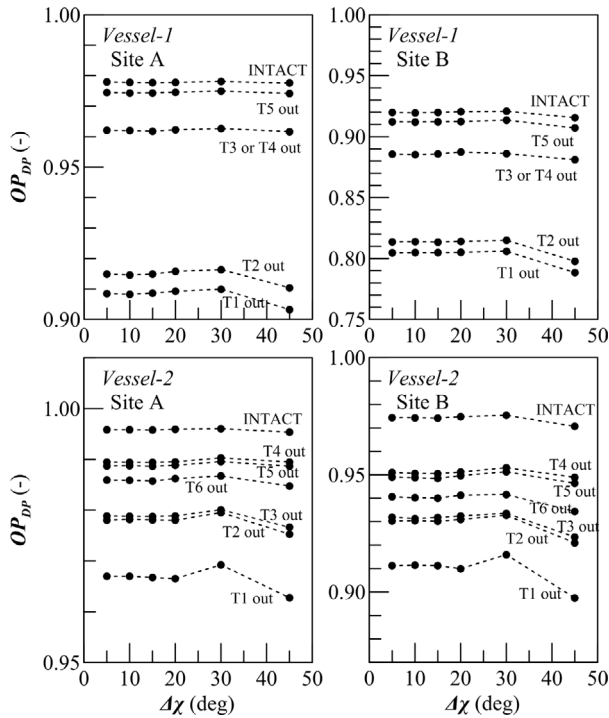 Vessel-1
Site A
INTACT
T5 out
T3 or T4 out
T2 out
T1 out
1.00
0.95
0.90
OP_DP (-)
0 10 20 30 40 50
Vessel-1
Site B
INTACT
T5 out
T3 or T4 out
T2 out
T1 out
1.00
0.95
0.90
0.85
0.80
0.75
0 10 20 30 40 50
Vessel-2
Site A
INTACT
T4 out
T5 out
T6 out
T3 out
T2 out
T1 out
1.00
0.95
OP_DP (-)
0 10 20 30 40 50
Δχ (deg)
Vessel-2
Site B
INTACT
T4 out
T5 out
T6 out
T3 out
T2 out
T1 out
1.00
0.95
0.90
0 10 20 30 40 50
Δχ (deg)